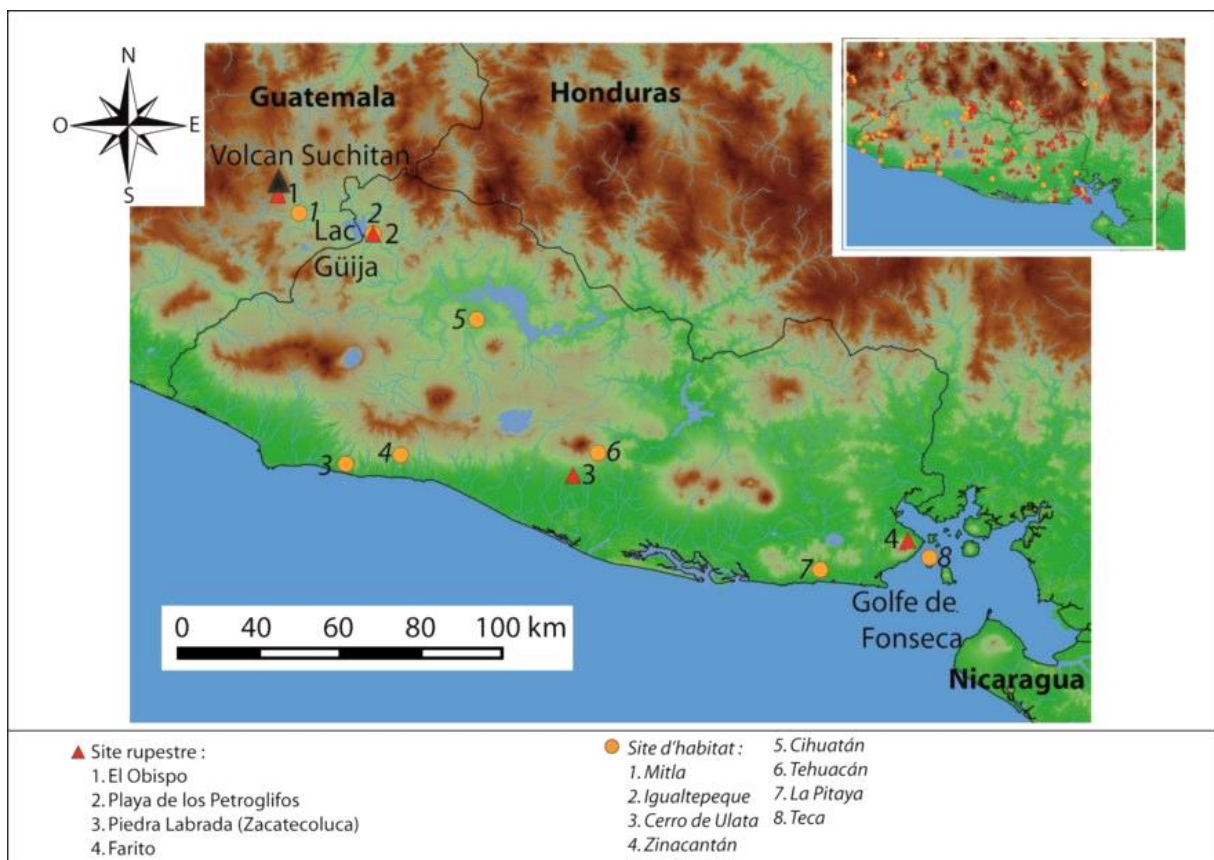 N
O
E
S
Guatemala
Honduras
Volcan Suchitan
1
1
2
Lac
2
Güija
5
4
6
3
3
4
8
7
Golfe de
Fonseca
0 40 60 80 100 km
Nicaragua
Site rupestre :
1. El Obispo
2. Playa de los Petroglifos
3. Piedra Labrada (Zacatecoluca)
4. Farito
Site d'habitat :
1. Mitla
2. Igualtepeque
3. Cerro de Ulata
4. Zinacantán
5. Cihuatán
6. Tehuacán
7. La Pitaya
8. Teca